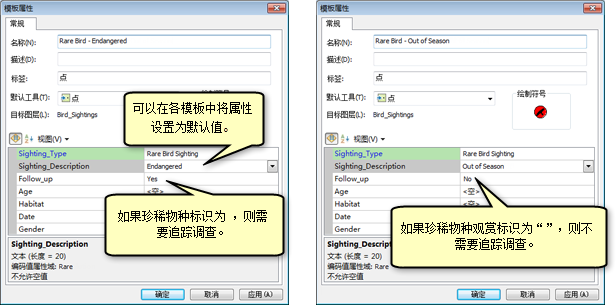 模板属性
常规
名称(N):
Rare Bird - Endangered
描述(D):
标签:
点
默认工具(T):
点
目标图层(L):
Bird_Sightings
可以在各模板中将属性
设置为默认值。
视图(V)
Sighting_Type
Rare Bird Sighting
Sighting_Description
Endangered
Follow_up
Yes
Age
<空>
Habitat
Date
Gender
如果珍稀物种标识为 ，则需
要追踪调查。
Sighting_Description
文本 (长度 = 20)
编码值属性域: Rare
不允许空值
确定
取消
应用(A)
模板属性
常规
名称(N):
Rare Bird - Out of Season
描述(D):
标签:
点
默认工具(T):
点
绘制符号
目标图层(L):
Bird_Sightings
视图(V)
Sighting_Type
Rare Bird Sighting
Sighting_Description
Out of Season
Follow_up
No
Age
<空>
Habitat
Date
Gender
如果珍稀物种观赏标识为“ ”，则不
需要追踪调查。
Sighting_Des
文本 (长度 = 20)
编码值属性域: Rare
不允许空值
确定
取消
应用(A)